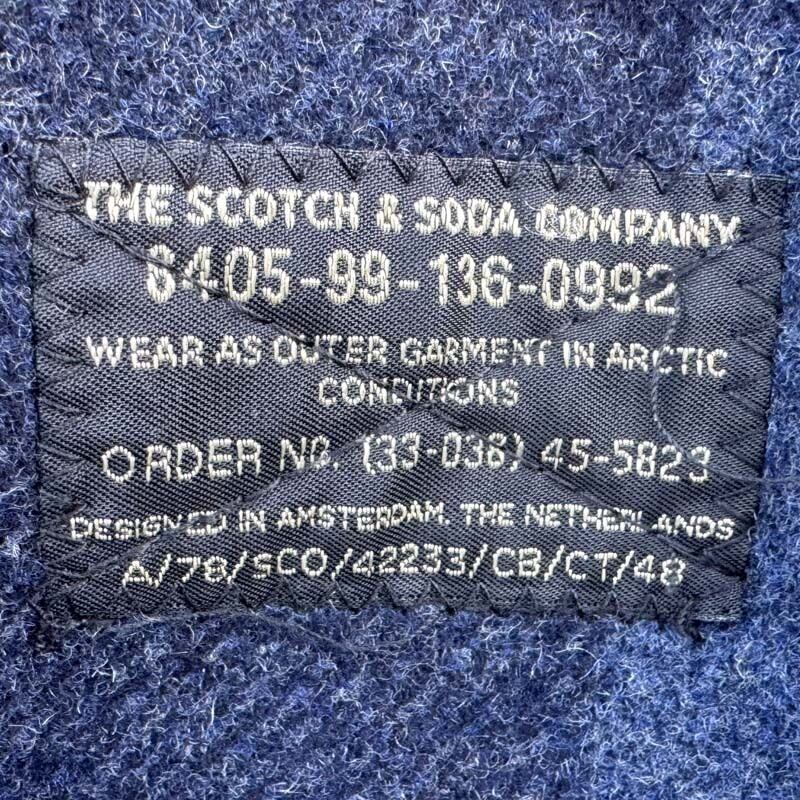 THE SCOTCH & SODA COMPANY
8405-99-136-0992
WEAR AS OUTER GARMENT IN ARCTIC
CONDITIONS
ORDER NO. (33-036) 45-5823
DESIGNED IN AMSTERDAM, THE NETHERLANDS
A/78/SCO/42233/CB/CT/48